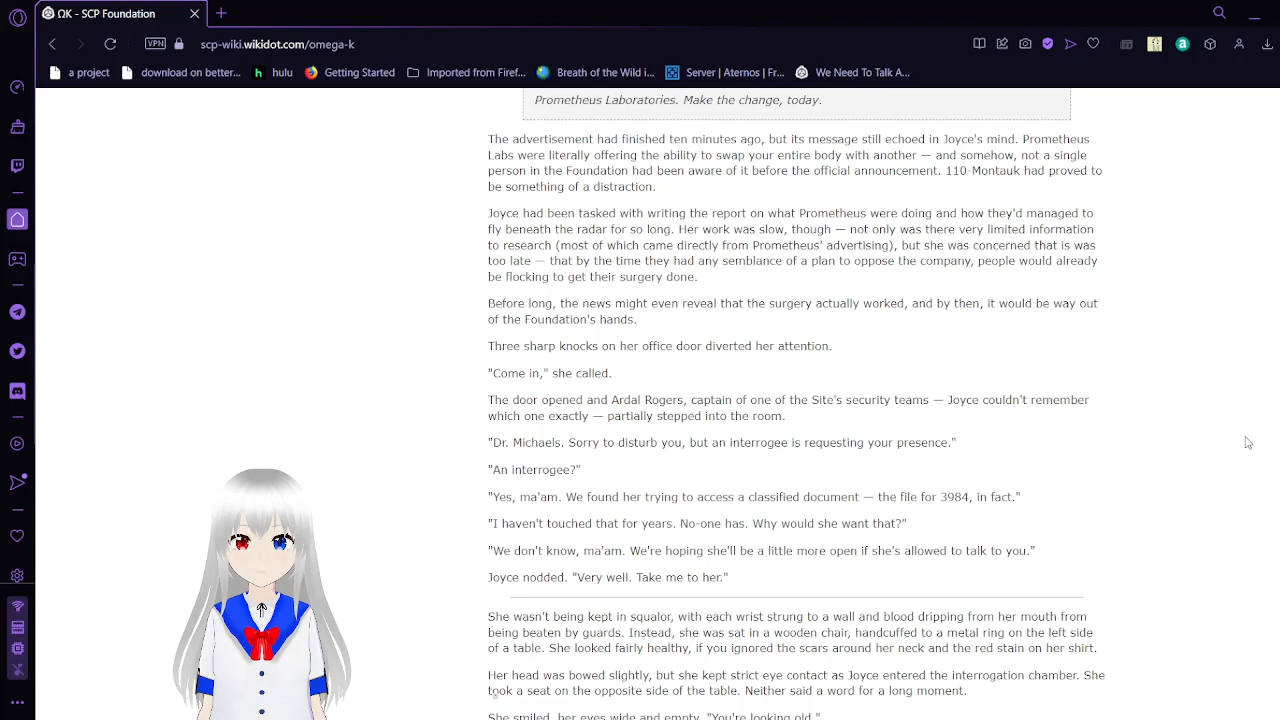 ΩK - SCP Foundation
VPN
scp-wiki.wikidot.com/omega-k
a project
download on better...
hulu
Getting Started
Imported from Firef...
Breath of the Wild i...
Server | Aternos | Fr...
We Need To Talk A...
Prometheus Laboratories. Make the change, today.
The advertisement had finished ten minutes ago, but its message still echoed in Joyce's mind. Prometheus
Labs were literally offering the ability to swap your entire body with another — and somehow, not a single
person in the Foundation had been aware of it before the official announcement. 110-Montauk had proved to
be something of a distraction.
Joyce had been tasked with writing the report on what Prometheus were doing and how they'd managed to
fly beneath the radar for so long. Her work was slow, though — not only was there very limited information
to research (most of which came directly from Prometheus' advertising), but she was concerned that is was
too late — that by the time they had any semblance of a plan to oppose the company, people would already
be flocking to get their surgery done.
Before long, the news might even reveal that the surgery actually worked, and by then, it would be way out
of the Foundation's hands.
Three sharp knocks on her office door diverted her attention.
"Come in," she called.
The door opened and Ardal Rogers, captain of one of the Site's security teams — Joyce couldn't remember
which one exactly — partially stepped into the room.
"Dr. Michaels. Sorry to disturb you, but an interrogee is requesting your presence."
"An interrogee?"
"Yes, ma'am. We found her trying to access a classified document — the file for 3984, in fact."
"I haven't touched that for years. No-one has. Why would she want that?"
"We don't know, ma'am. We're hoping she'll be a little more open if she's allowed to talk to you."
Joyce nodded. "Very well. Take me to her."
She wasn't being kept in squalor, with each wrist strung to a wall and blood dripping from her mouth from
being beaten by guards. Instead, she was sat in a wooden chair, handcuffed to a metal ring on the left side
of a table. She looked fairly healthy, if you ignored the scars around her neck and the red stain on her shirt.
Her head was bowed slightly, but she kept strict eye contact as Joyce entered the interrogation chamber. She
took a seat on the opposite side of the table. Neither said a word for a long moment.
She smiled, her eyes wide and empty. "You're looking old."